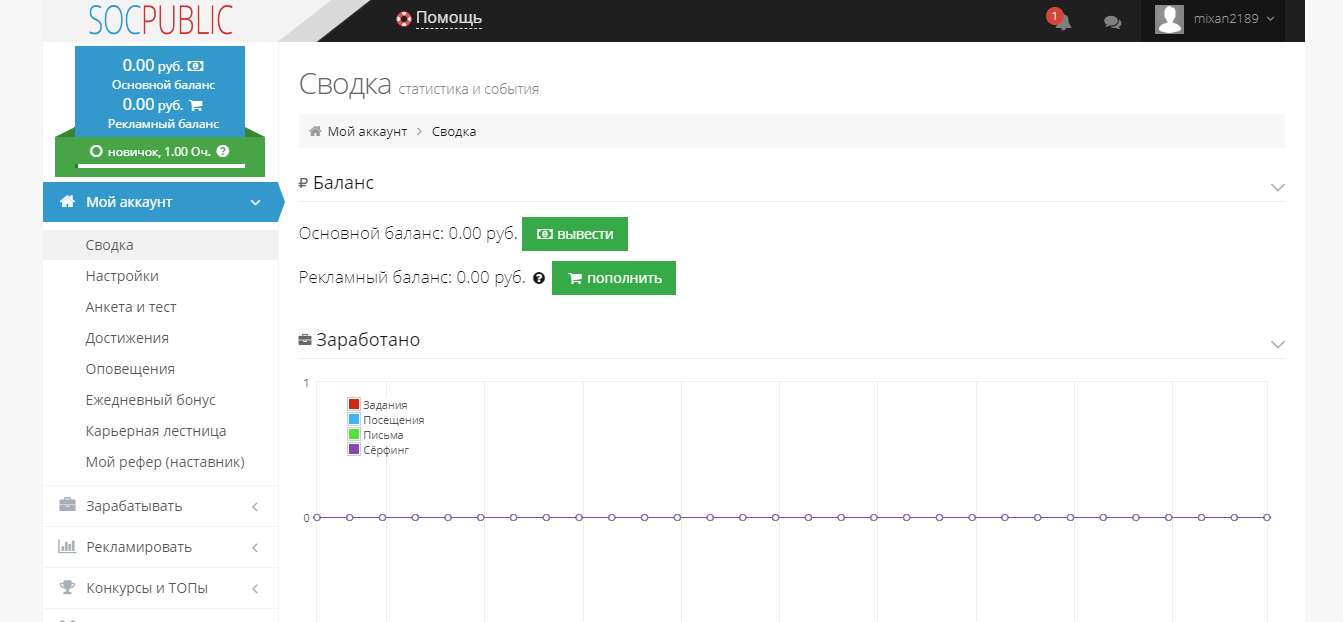 SOCPUBLIC
Помощь
1
mixan2189
0.00 руб.
Основной баланс
0.00 руб.
Рекламный баланс
новичок, 1.00 Оч. ?
Мой аккаунт
Сводка
Настройки
Анкета и тест
Достижения
Оповещения
Ежедневный бонус
Карьерная лестница
Мой рефер (наставник)
Зарабатывать
Рекламировать
Конкурсы и ТОПы
Сводка статистика и события
Мой аккаунт > Сводка
₽ Баланс
Основной баланс: 0.00 руб. вывести
Рекламный баланс: 0.00 руб. ? пополнить
Заработано
1
Задания
Посещения
Письма
Сёрфинг
0